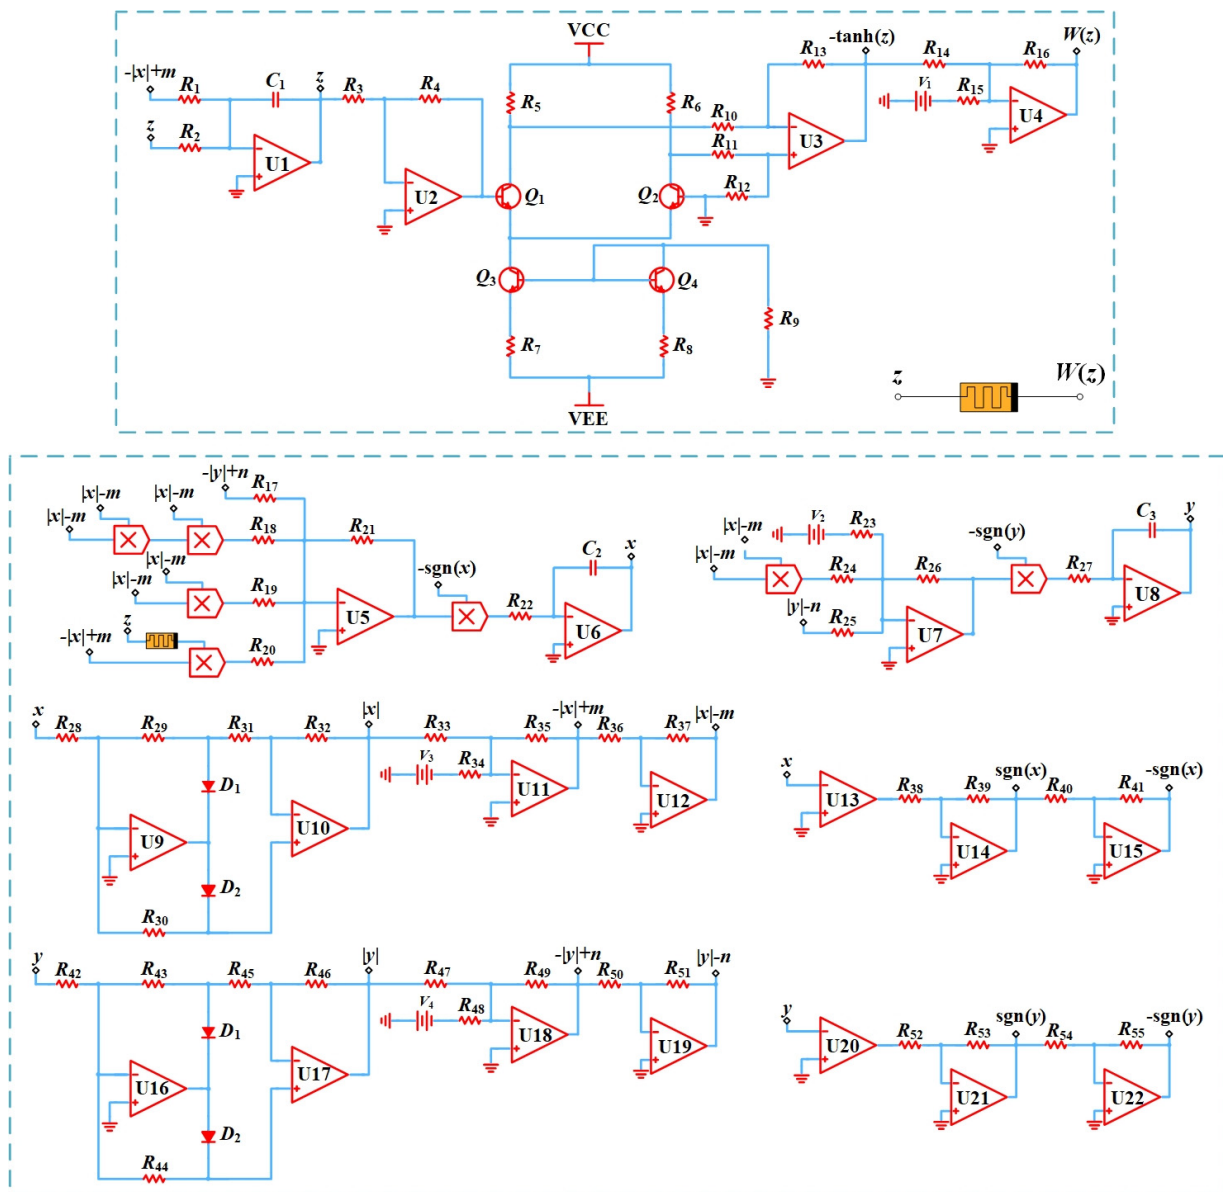 VCC
-|x|+m R1 C1 z R3 R4
R5 R6
R13 -tanh(z) R14 R16 W(z)
V1 R15
z R2
R10
R11
R12
U1 U2 U3 U4
Q1 Q2
Q3 Q4
R7 R8 R9
VEE
z W(z)
-|y|+n
R17
|x|-m |x|-m
|x|-m R18 R21
|x|-m
|x|-m R19
z
-|x|+m R20
U5
-sgn(x)
R22 C2 x
U6
V2 R23
|x|-m
|x|-m R24 R26
|y|-n R25
U7
-sgn(y)
R27 C3 y
U8
x R28 R29 R31 R32 |x| R33 R35 -|x|+m R36 R37 |x|-m
V3 R34
D1
U9 U10 U11 U12
D2
R30
x
U13 R38 R39 sgn(x) R40 R41 -sgn(x)
U14 U15
y R42 R43 R45 R46 |y| R47 R49 -|y|+n R50 R51 |y|-n
V4 R48
D1
U16 U17 U18 U19
D2
R44
y
U20 R52 R53 sgn(y) R54 R55 -sgn(y)
U21 U22